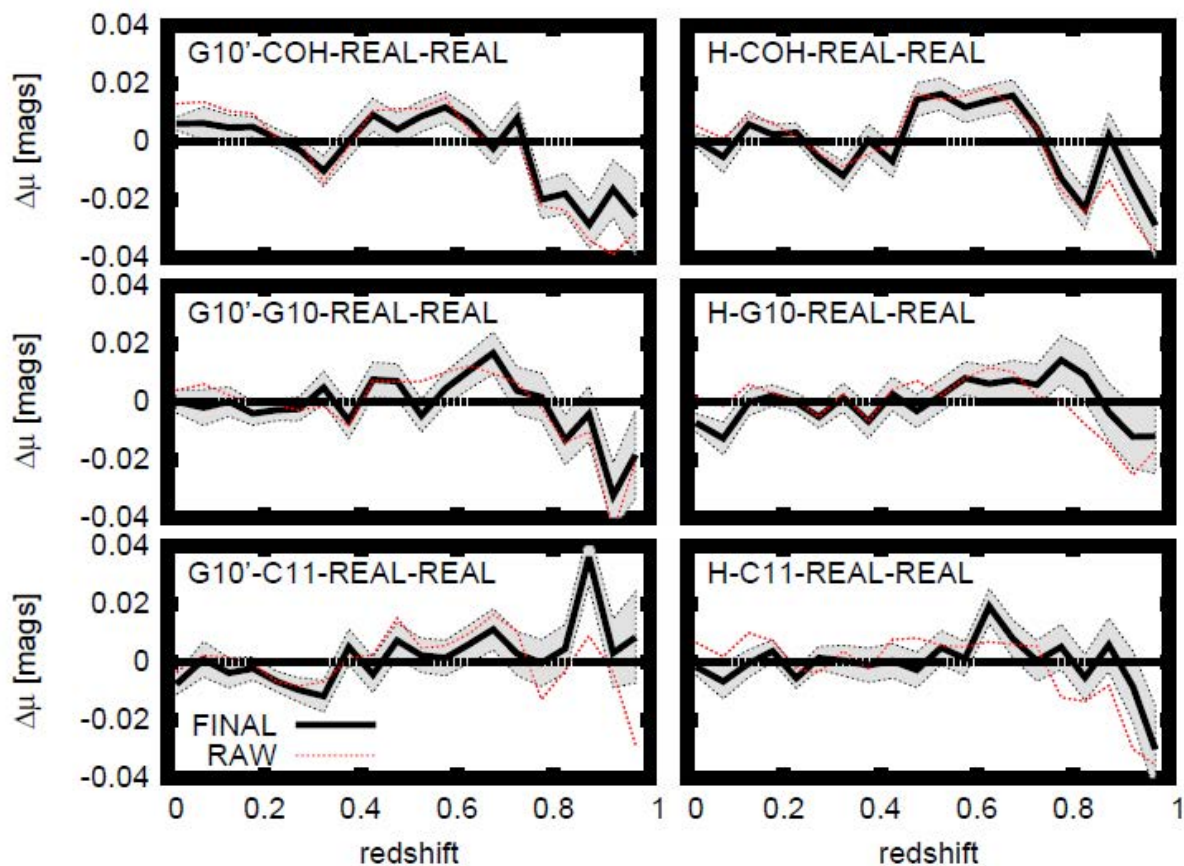 0.04
0.02
0
-0.02
-0.04
Δμ [mags]
G10'-COH-REAL-REAL
H-COH-REAL-REAL
0.04
0.02
0
-0.02
-0.04
Δμ [mags]
G10'-G10-REAL-REAL
H-G10-REAL-REAL
0.04
0.02
0
-0.02
-0.04
Δμ [mags]
G10'-C11-REAL-REAL
FINAL
RAW
H-C11-REAL-REAL
0 0.2 0.4 0.6 0.8 1
0 0.2 0.4 0.6 0.8 1
redshift
redshift